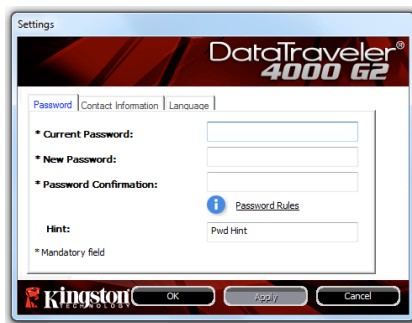 Settings
DataTraveler®
4000 G2
Password Contact Information Language
* Current Password:
* New Password:
* Password Confirmation:
i Password Rules
Hint: Pwd Hint
* Mandatory field
Kingston OK Apply Cancel
TECHNOLOGY